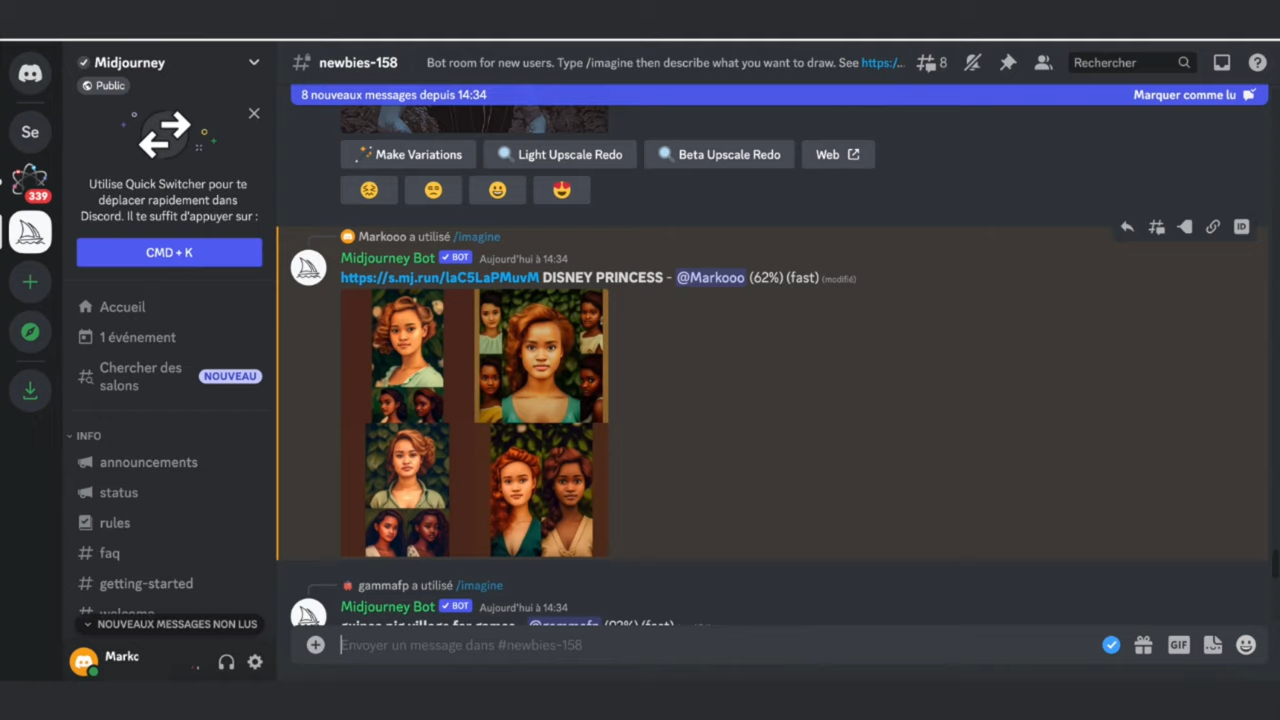 Midjourney
Public
Utilise Quick Switcher pour te
déplacer rapidement dans
Discord. Il te suffit d'appuyer sur :
CMD + K
Accueil
1 événement
Chercher des
salons
NOUVEAU
INFO
announcements
status
rules
faq
getting-started
welcome
NOUVEAUX MESSAGES NON LUS
Markc
Se
339
newbies-158
Bot room for new users. Type /imagine then describe what you want to draw. See https:/...
8
Rechercher
8 nouveaux messages depuis 14:34
Marquer comme lu
Make Variations
Light Upscale Redo
Beta Upscale Redo
Web
Markooo a utilisé /imagine
Midjourney Bot BOT Aujourd'hui à 14:34
https://s.mj.run/laC5LaPMuvM DISNEY PRINCESS - @Markooo (62%) (fast) (modifié)
ID
gammafp a utilisé /imagine
Midjourney Bot BOT Aujourd'hui à 14:34
@gammafp (92%) (fast)
Envoyer un message dans #newbies-158
GIF